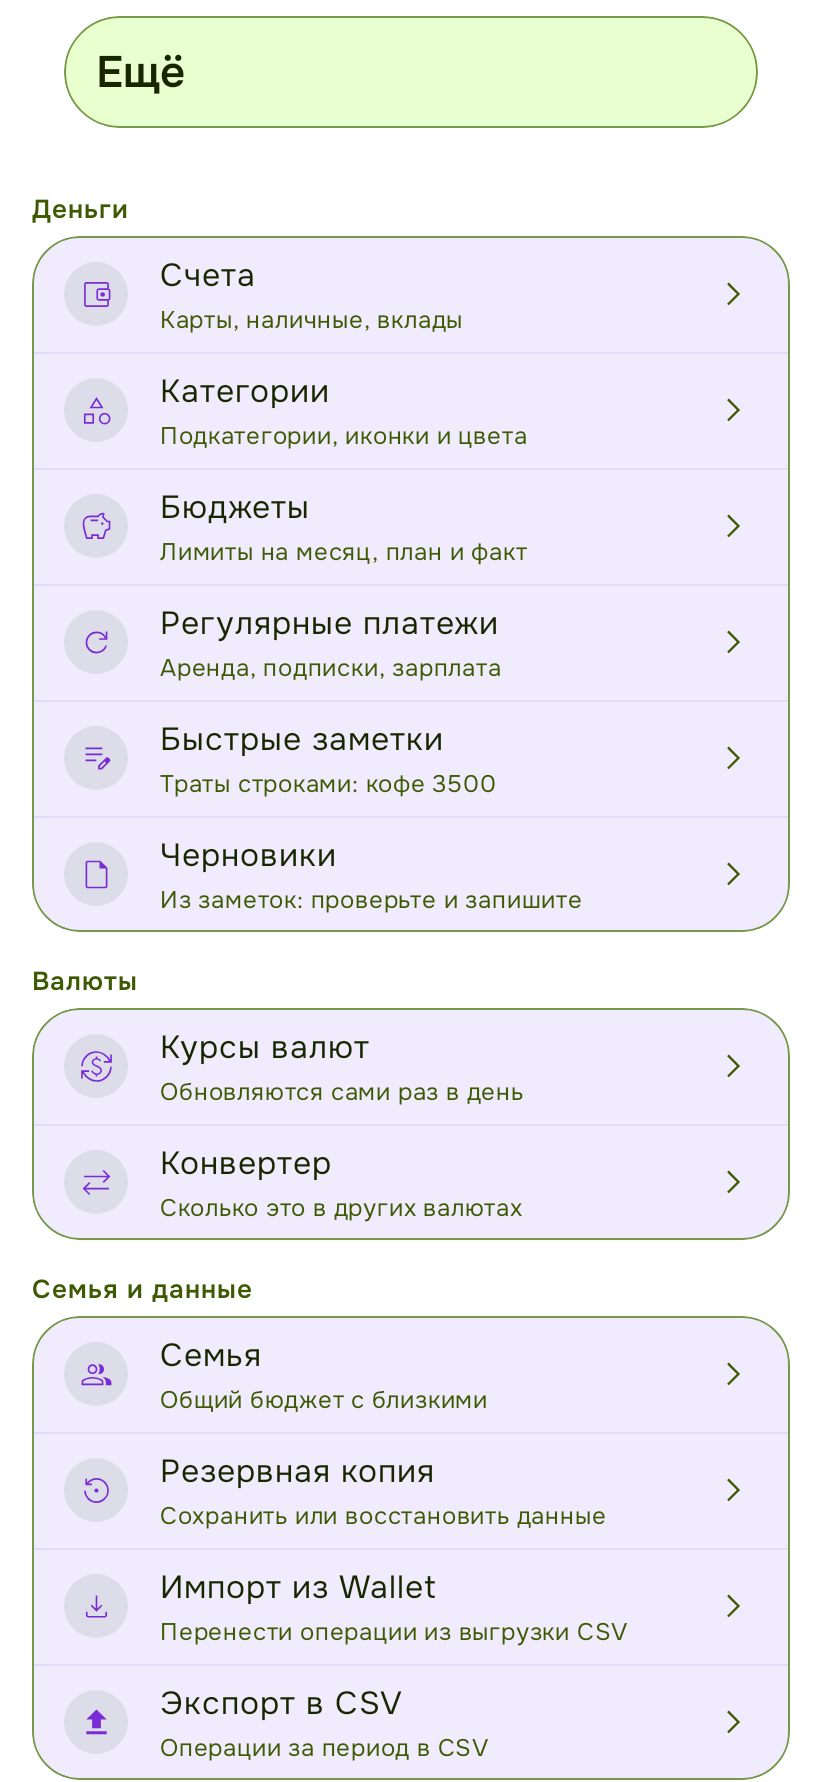 Ещё
Деньги
Счета
Карты, наличные, вклады
Категории
Подкатегории, иконки и цвета
Бюджеты
Лимиты на месяц, план и факт
Регулярные платежи
Аренда, подписки, зарплата
Быстрые заметки
Траты строками: кофе 3500
Черновики
Из заметок: проверьте и запишите
Валюты
Курсы валют
Обновляются сами раз в день
Конвертер
Сколько это в других валютах
Семья и данные
Семья
Общий бюджет с близкими
Резервная копия
Сохранить или восстановить данные
Импорт из Wallet
Перенести операции из выгрузки CSV
Экспорт в CSV
Операции за период в CSV